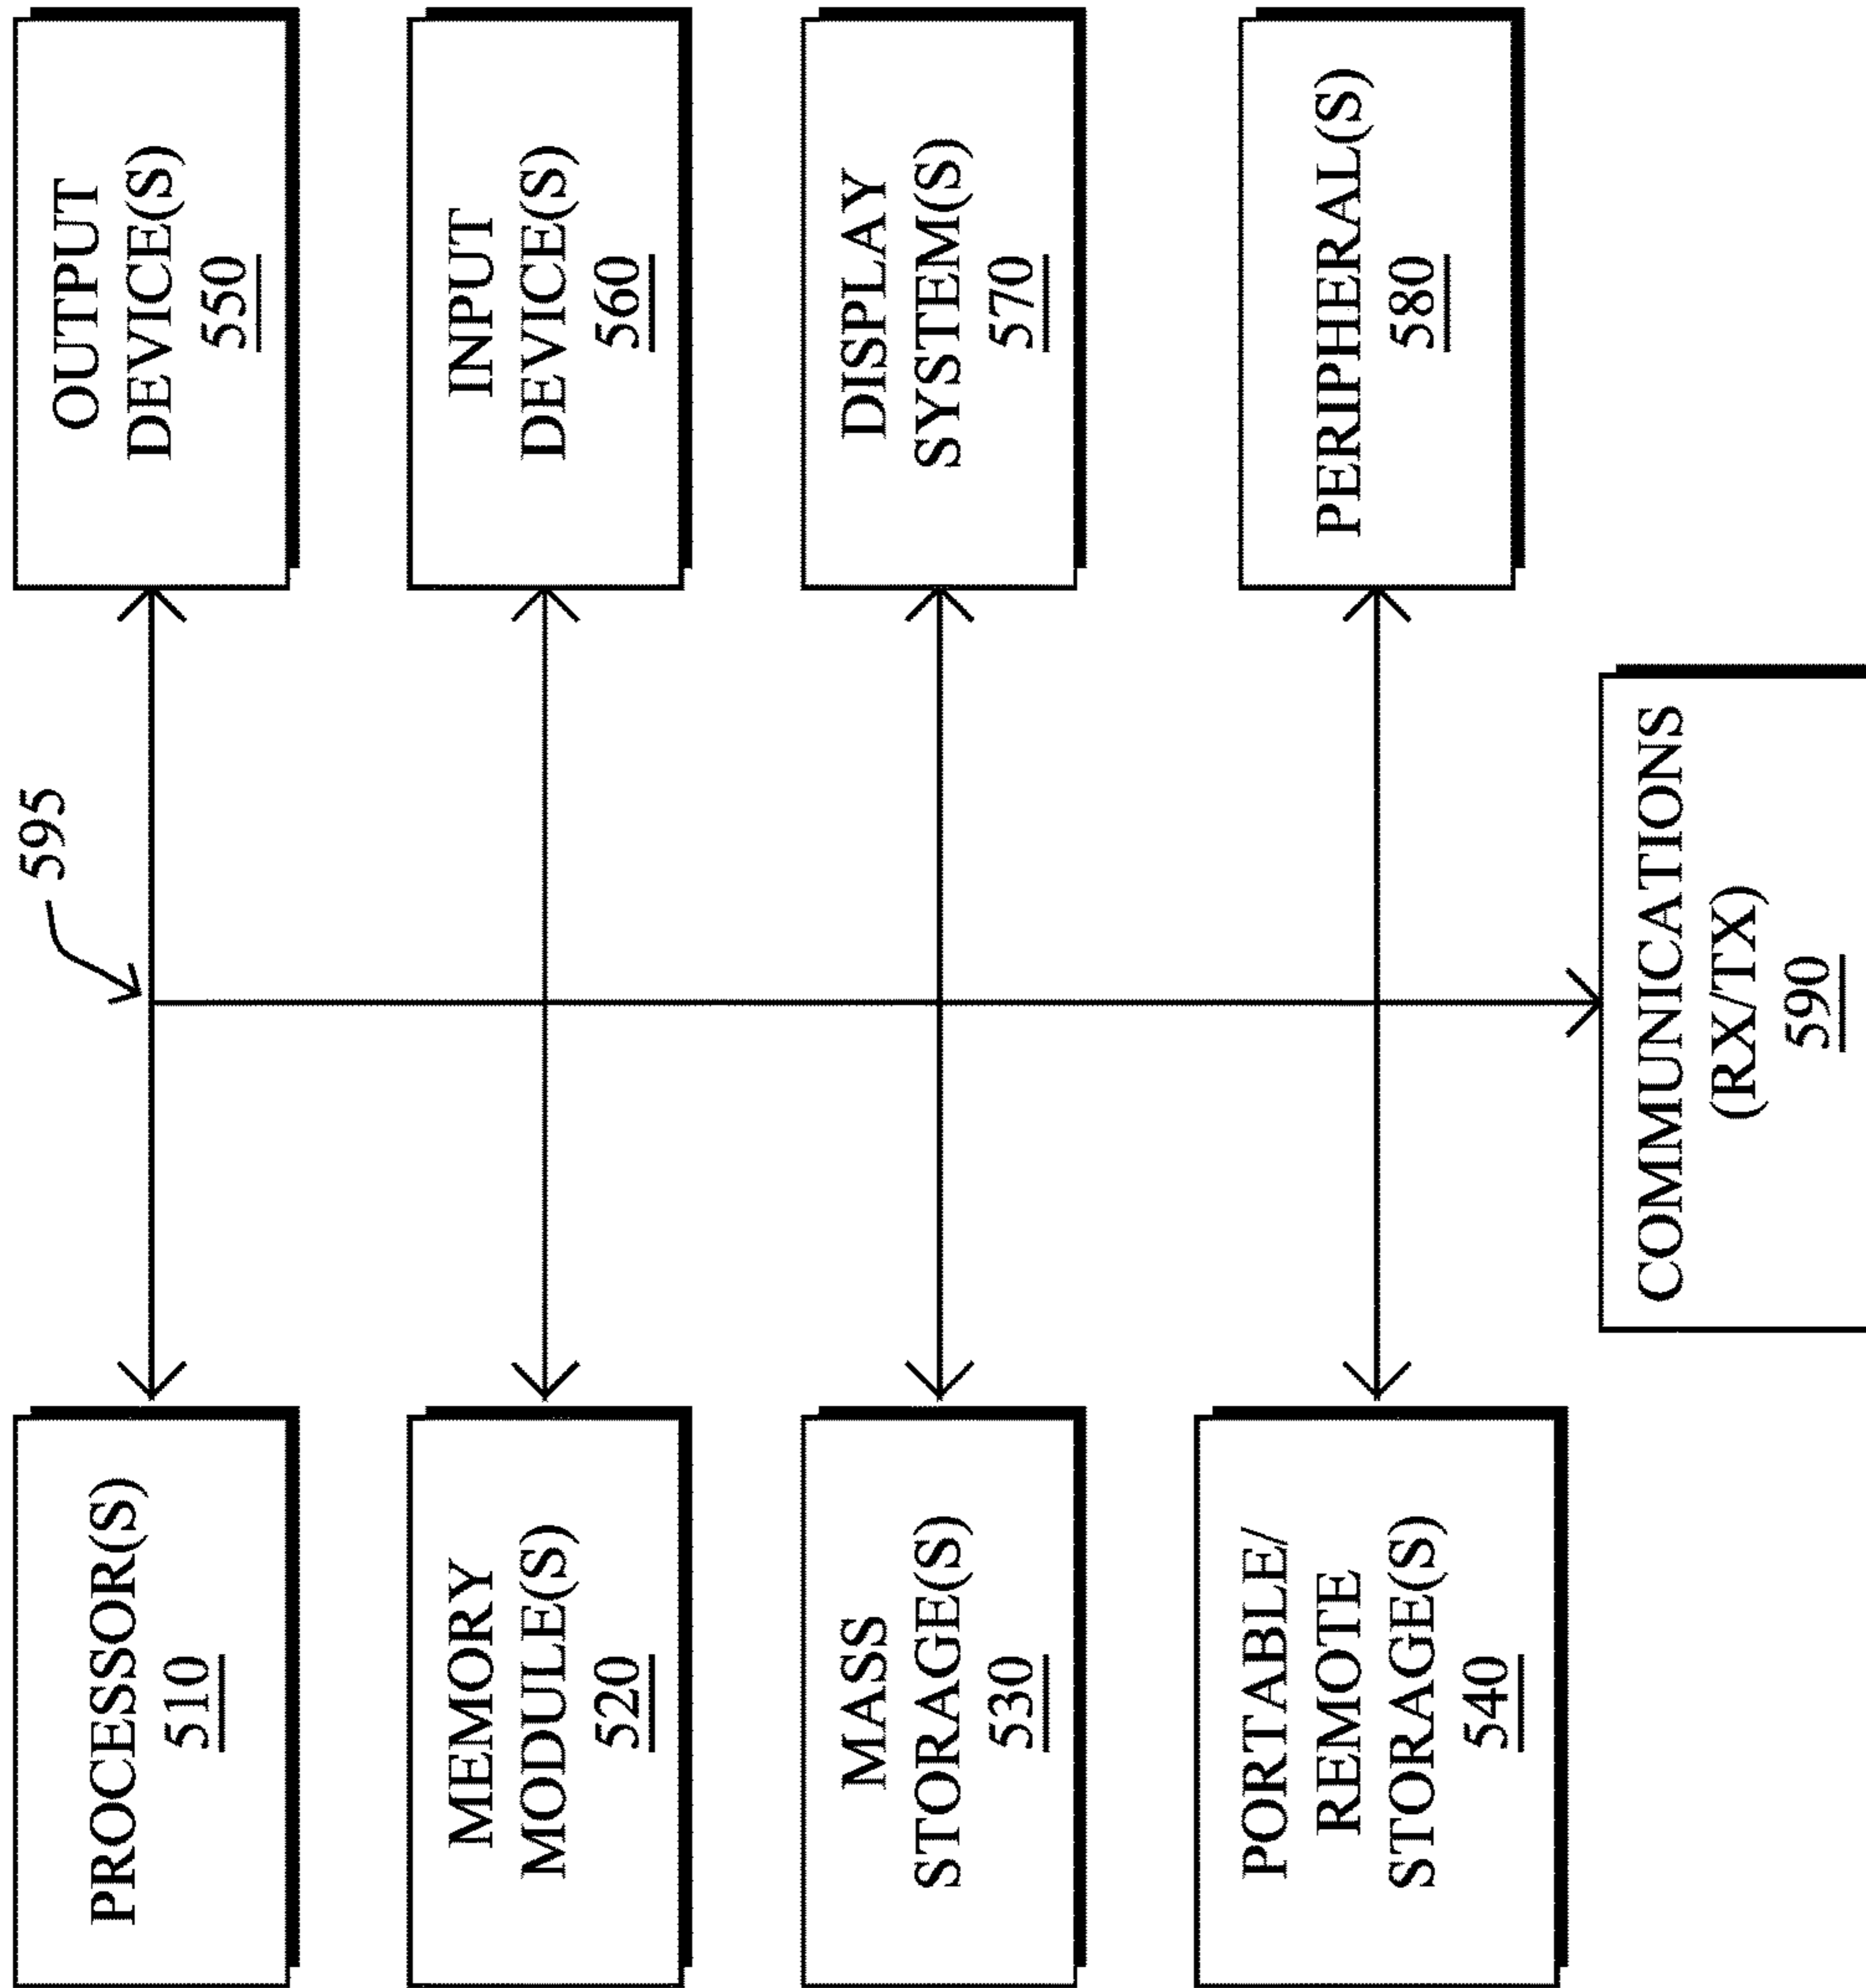 595
PROCESSOR(S)
510
OUTPUT
DEVICE(S)
550
MEMORY
MODULE(S)
520
INPUT
DEVICE(S)
560
MASS
STORAGE(S)
530
DISPLAY
SYSTEM(S)
570
PORTABLE/
REMOTE
STORAGE(S)
540
PERIPHERAL(S)
580
COMMUNICATIONS
(RX/TX)
590